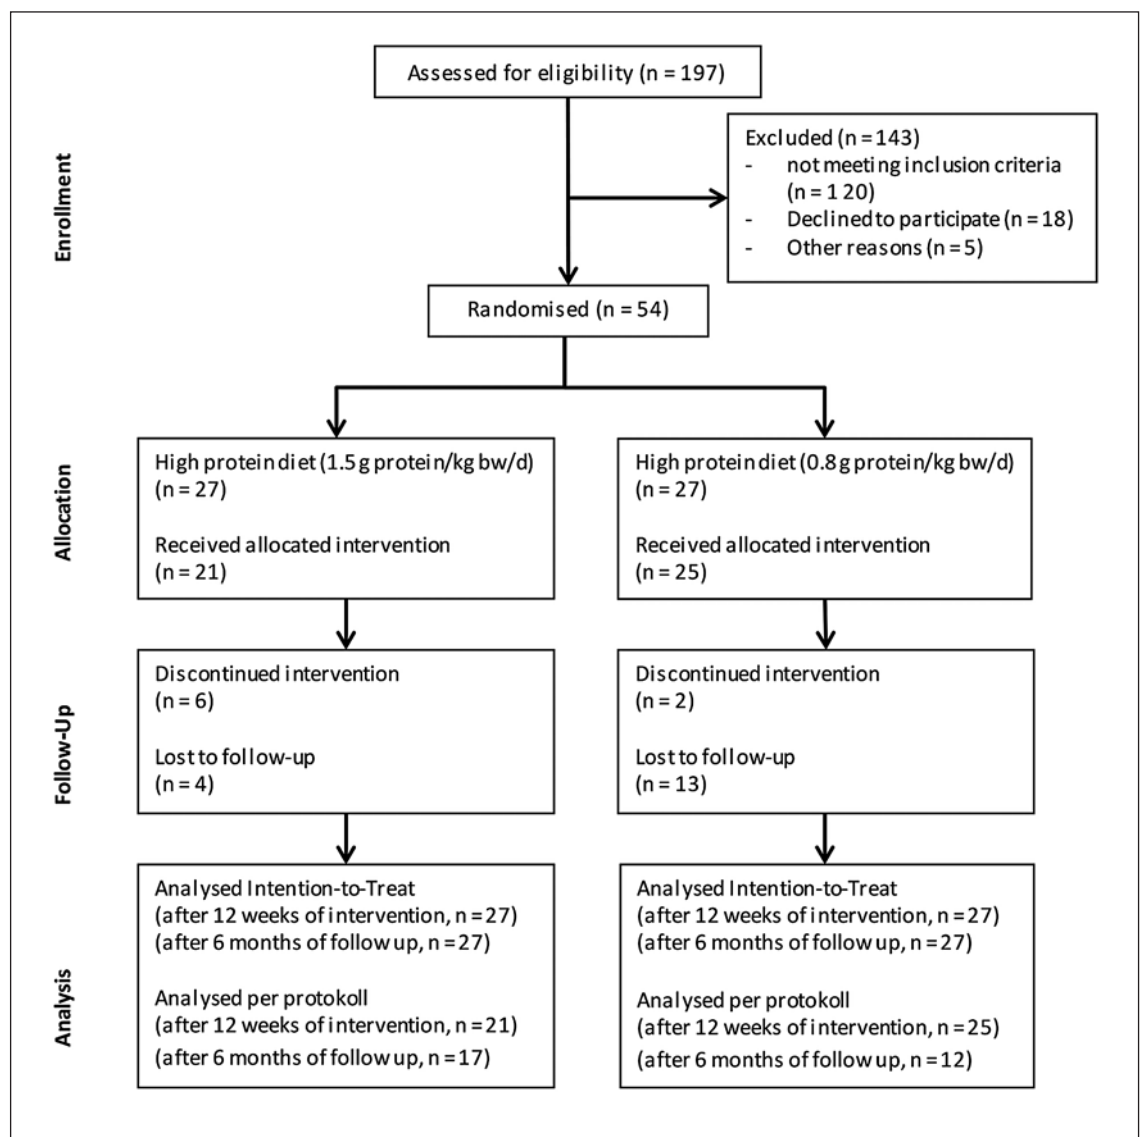 Assessed for eligibility (n = 197)
Excluded (n = 143)
- not meeting inclusion criteria
(n = 1 20)
- Declined to participate (n = 18)
- Other reasons (n = 5)
Enrollment
Randomised (n = 54)
Allocation
High protein diet (1.5 g protein/kg bw/d)
(n = 27)
Received allocated intervention
(n = 21)
High protein diet (0.8 g protein/kg bw/d)
(n = 27)
Received allocated intervention
(n = 25)
Follow-Up
Discontinued intervention
(n = 6)
Lost to follow-up
(n = 4)
Discontinued intervention
(n = 2)
Lost to follow-up
(n = 13)
Analysis
Analysed Intention-to-Treat
(after 12 weeks of intervention, n = 27)
(after 6 months of follow up, n = 27)
Analysed per protokoll
(after 12 weeks of intervention, n = 21)
(after 6 months of follow up, n = 17)
Analysed Intention-to-Treat
(after 12 weeks of intervention, n = 27)
(after 6 months of follow up, n = 27)
Analysed per protokoll
(after 12 weeks of intervention, n = 25)
(after 6 months of follow up, n = 12)